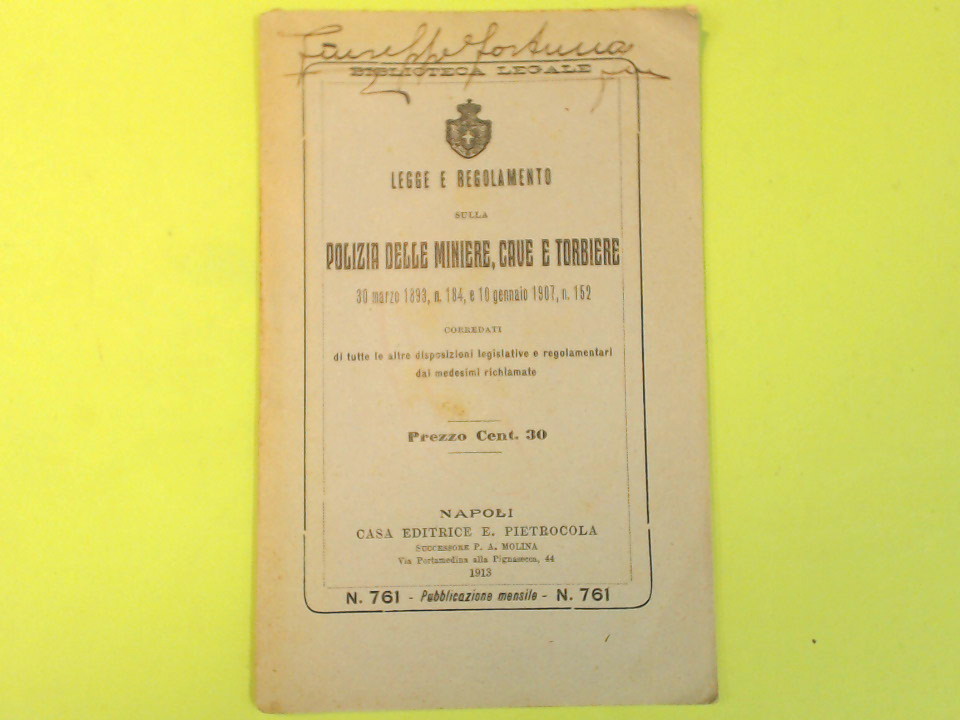 Giuseppe Fortuna
BIBLIOTECA LEGALE
LEGGE E REGOLAMENTO
SULLA
POLIZIA DELLE MINIERE, CAVE E TORBIERE
30 marzo 1893, n. 184, e 10 gennaio 1907, n. 152
CORREDATI
di tutte le altre disposizioni legislative e regolamentari
dai medesimi richiamate
Prezzo Cent. 30
NAPOLI
CASA EDITRICE E. PIETROCOLA
SUCCESSORE P. A. MOLINA
Via Portamedina alla Pignasecca, 44
1913
N. 761 - Pubblicazione mensile - N. 761